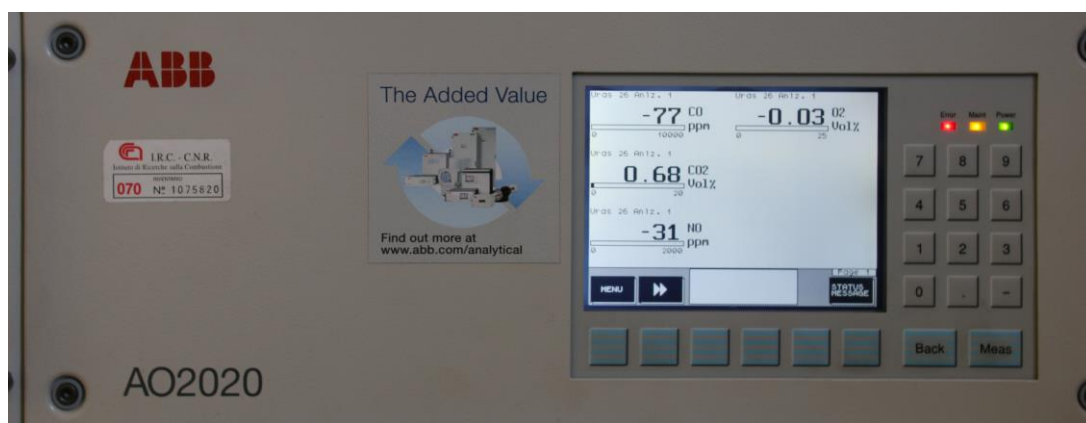 ABB
I.R.C. - C.N.R.
Istituto di Ricerche sulla Combustione
INVENTARIO
070 Nº 1075820
AO2020
The Added Value
Find out more at
www.abb.com/analytical
Uras 26 Anlz. 1
-77 CO
ppm
0 10000
Uras 26 Anlz. 1
-0.03 O2
Vol%
0 25
Uras 26 Anlz. 1
0.68 CO2
Vol%
0 20
Uras 26 Anlz. 1
-31 NO
ppm
0 2000
Page 1
MENU
STATUS
MESSAGE
Error Maint Power
7 8 9
4 5 6
1 2 3
0 . -
Back Meas